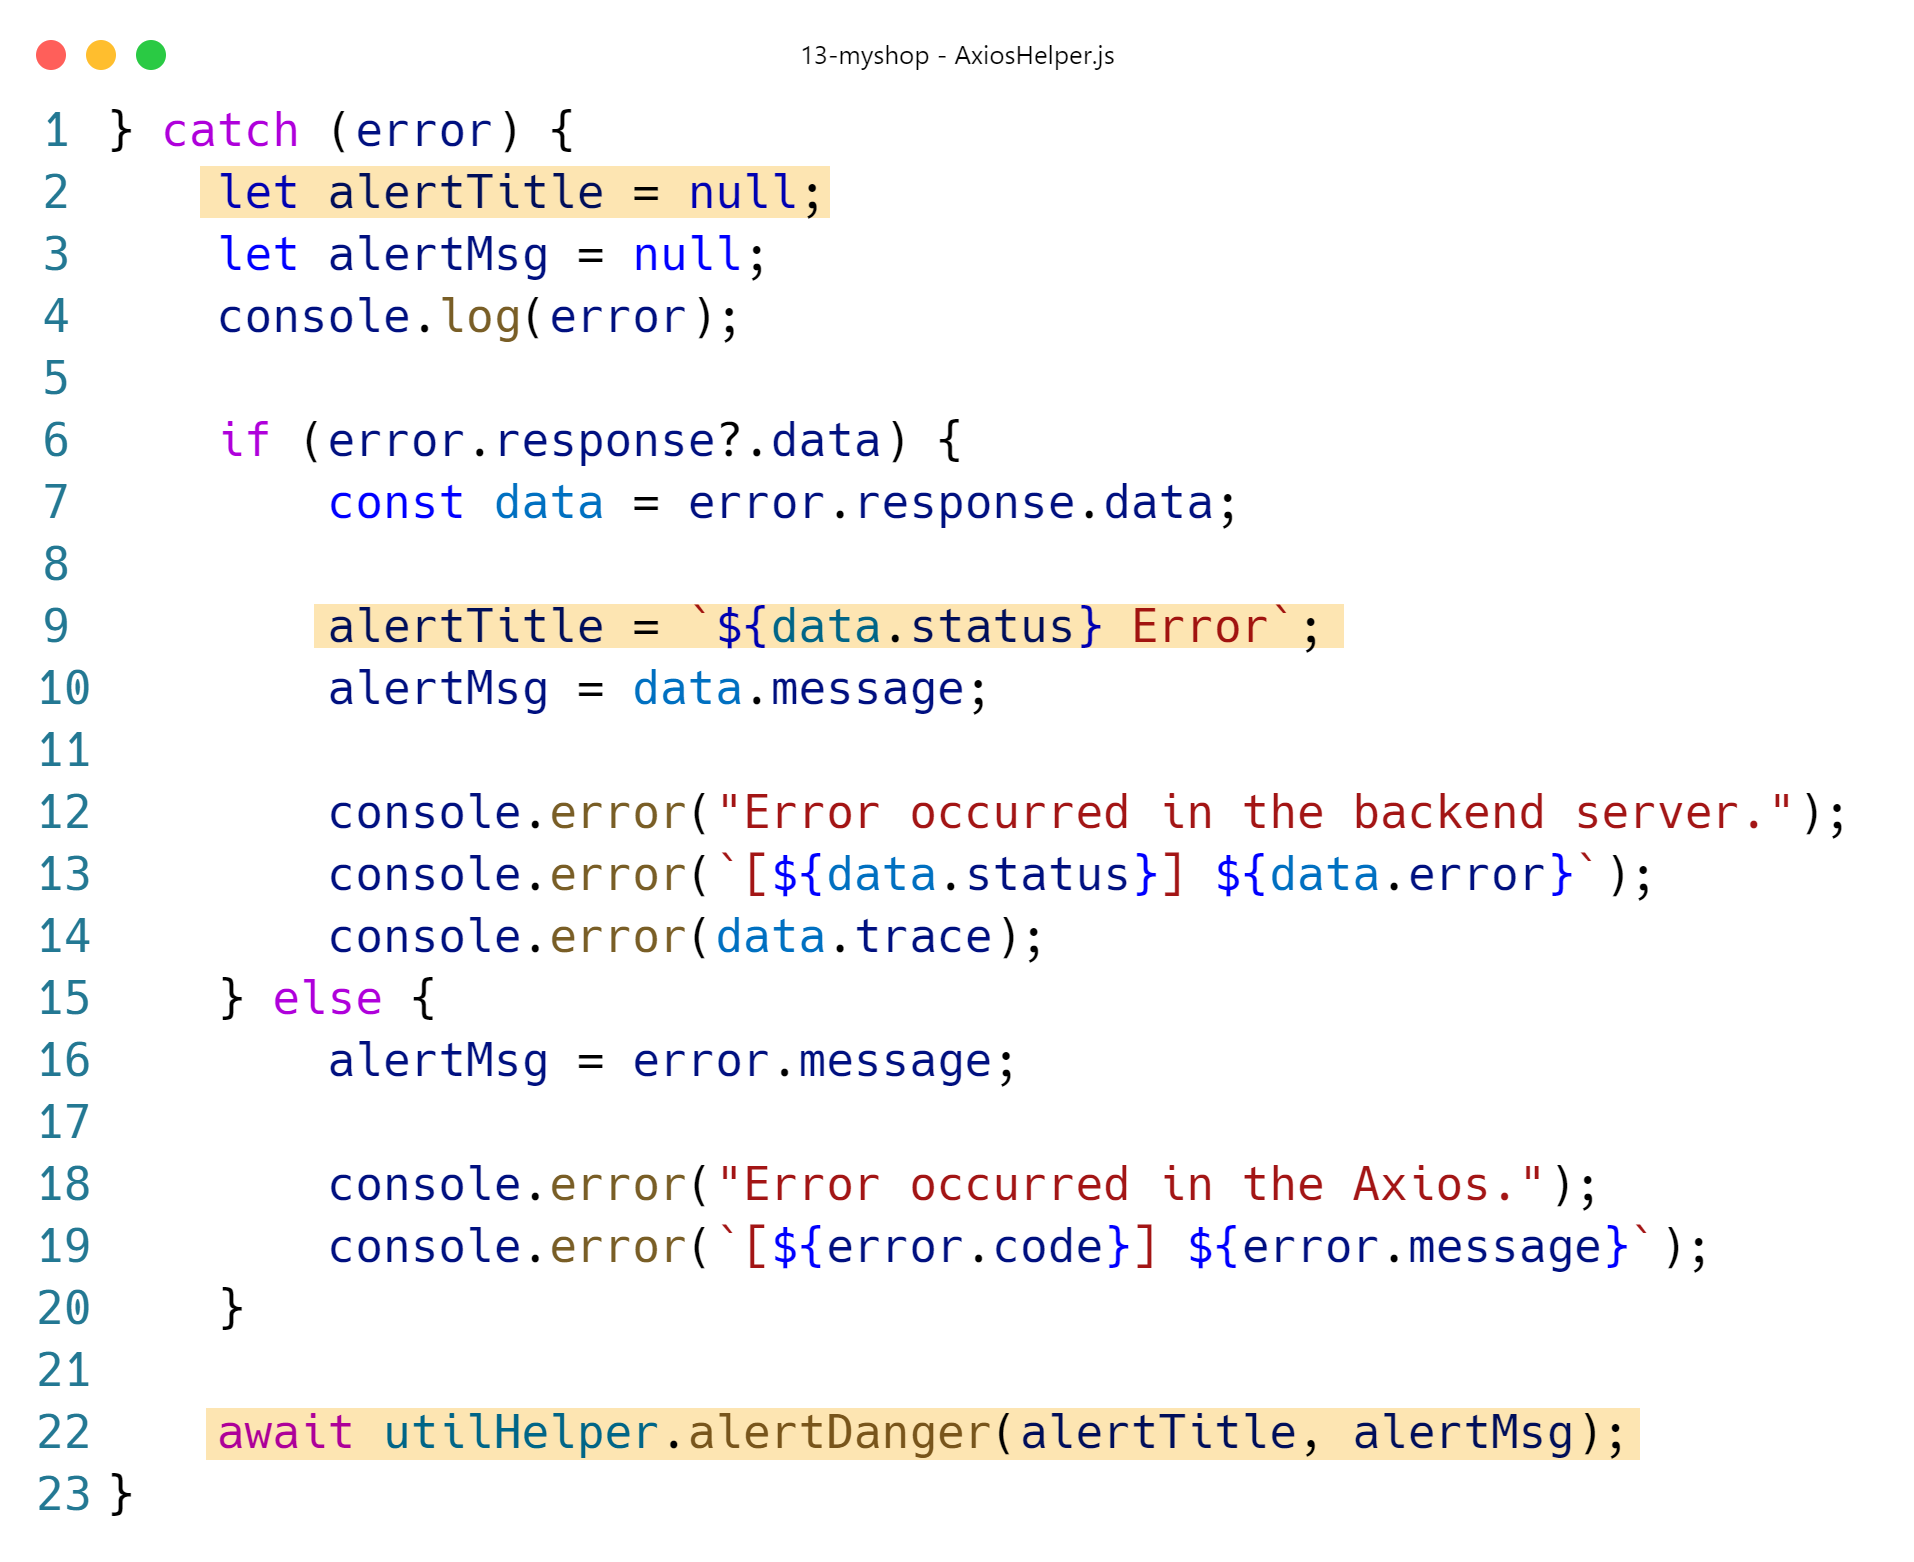 13-myshop - AxiosHelper.js
1 } catch (error) {
2     let alertTitle = null;
3     let alertMsg = null;
4     console.log(error);
5
6     if (error.response?.data) {
7         const data = error.response.data;
8
9         alertTitle = `${data.status} Error`;
10         alertMsg = data.message;
11
12         console.error("Error occurred in the backend server.");
13         console.error(`[${data.status}] ${data.error}`);
14         console.error(data.trace);
15     } else {
16         alertMsg = error.message;
17
18         console.error("Error occurred in the Axios.");
19         console.error(`[${error.code}] ${error.message}`);
20     }
21
22     await utilHelper.alertDanger(alertTitle, alertMsg);
23 }